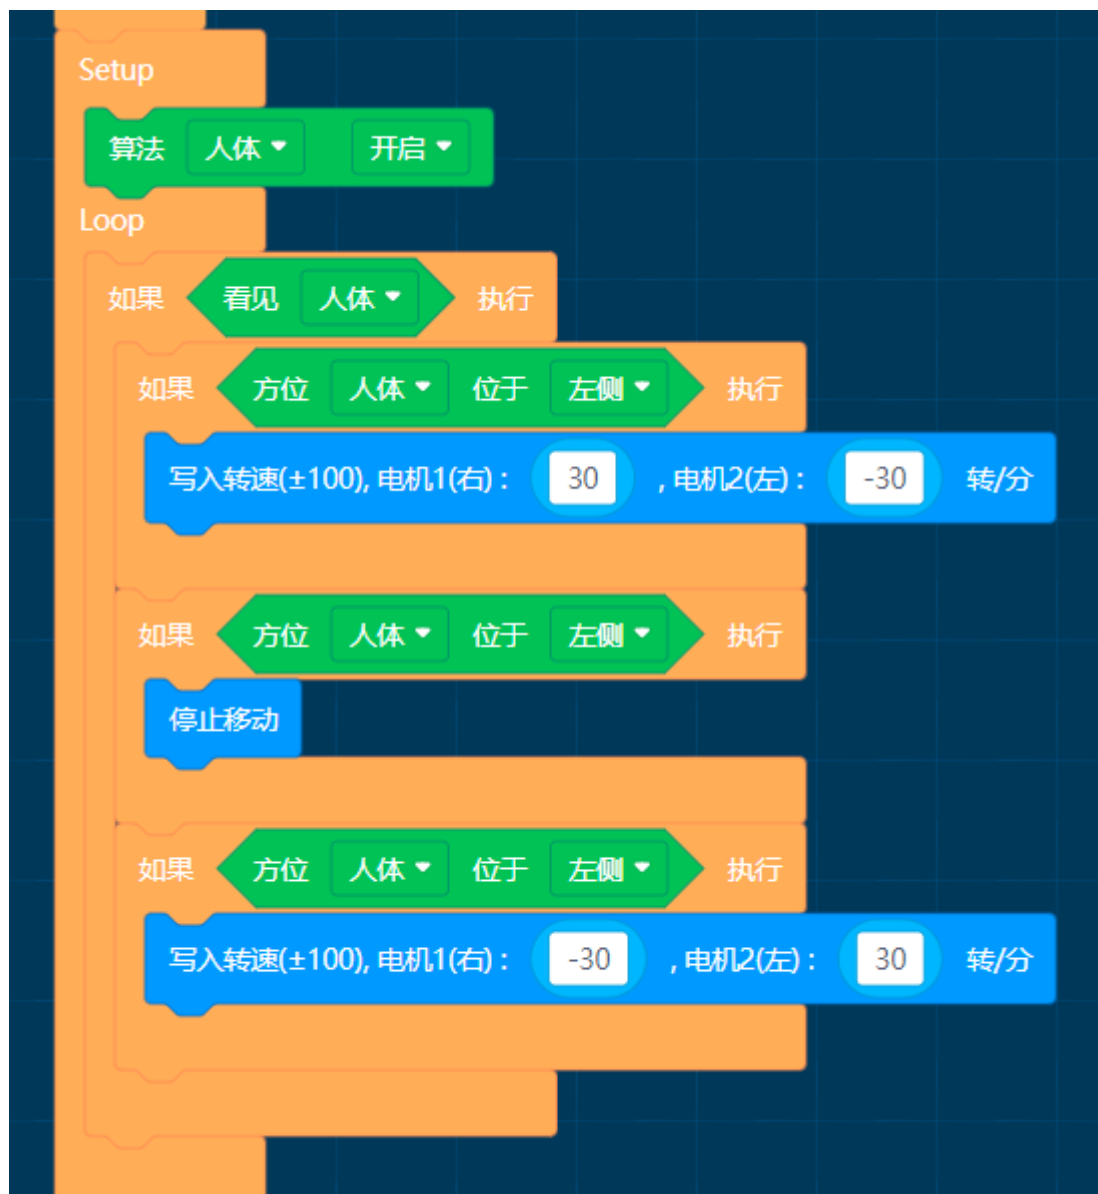 Setup
算法 人体 开启
Loop
如果 看见 人体 执行
如果 方位 人体 位于 左侧 执行
写入转速(±100), 电机1(右)： 30 , 电机2(左)： -30 转/分
如果 方位 人体 位于 左侧 执行
停止移动
如果 方位 人体 位于 左侧 执行
写入转速(±100), 电机1(右)： -30 , 电机2(左)： 30 转/分